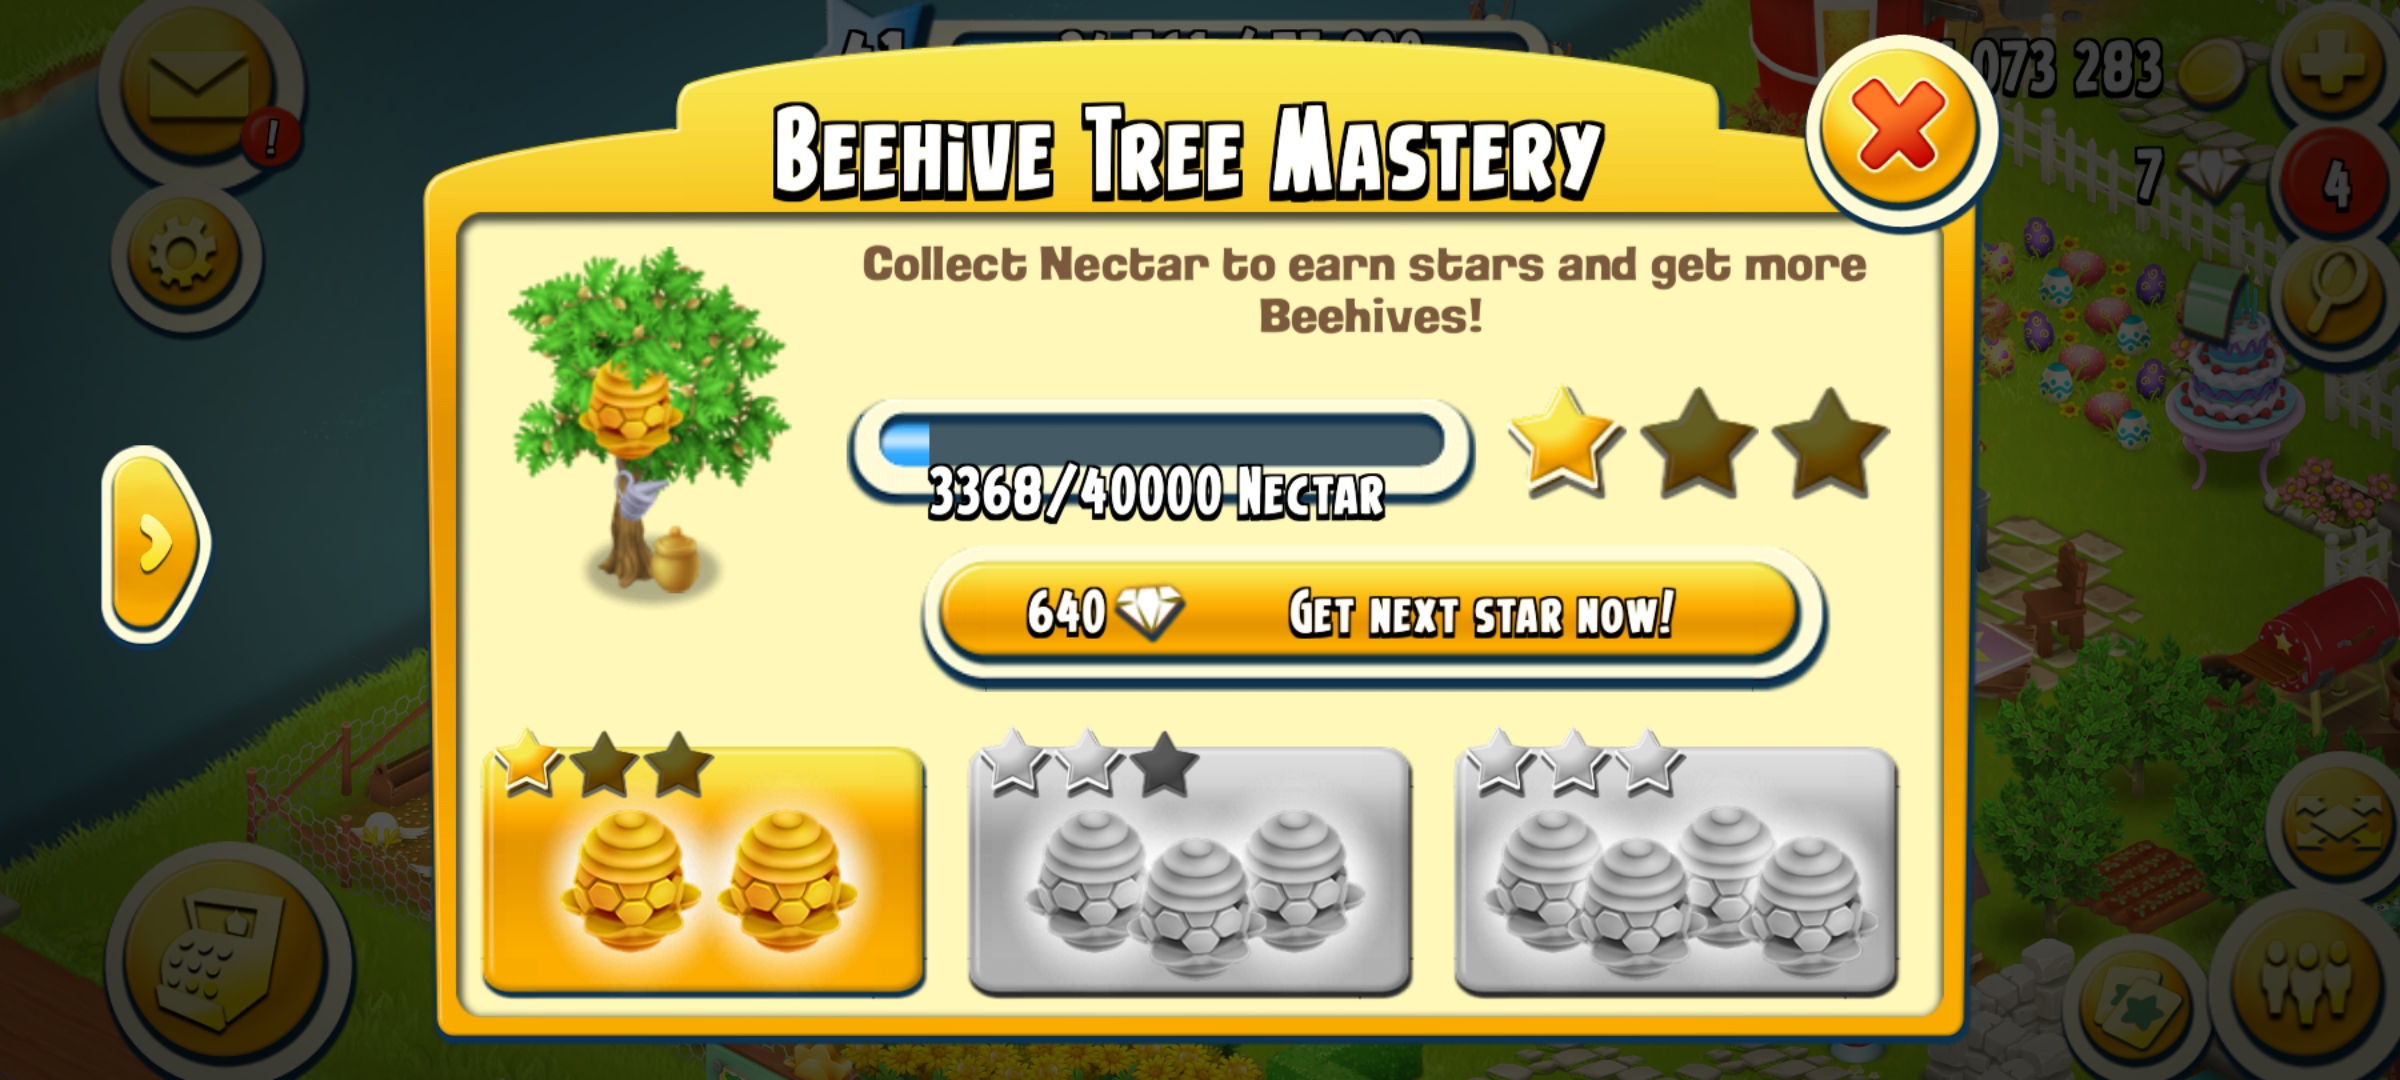 !
073 283
7
4
Beehive Tree Mastery
Collect Nectar to earn stars and get more
Beehives!
3368/40000 Nectar
640 Get next star now!